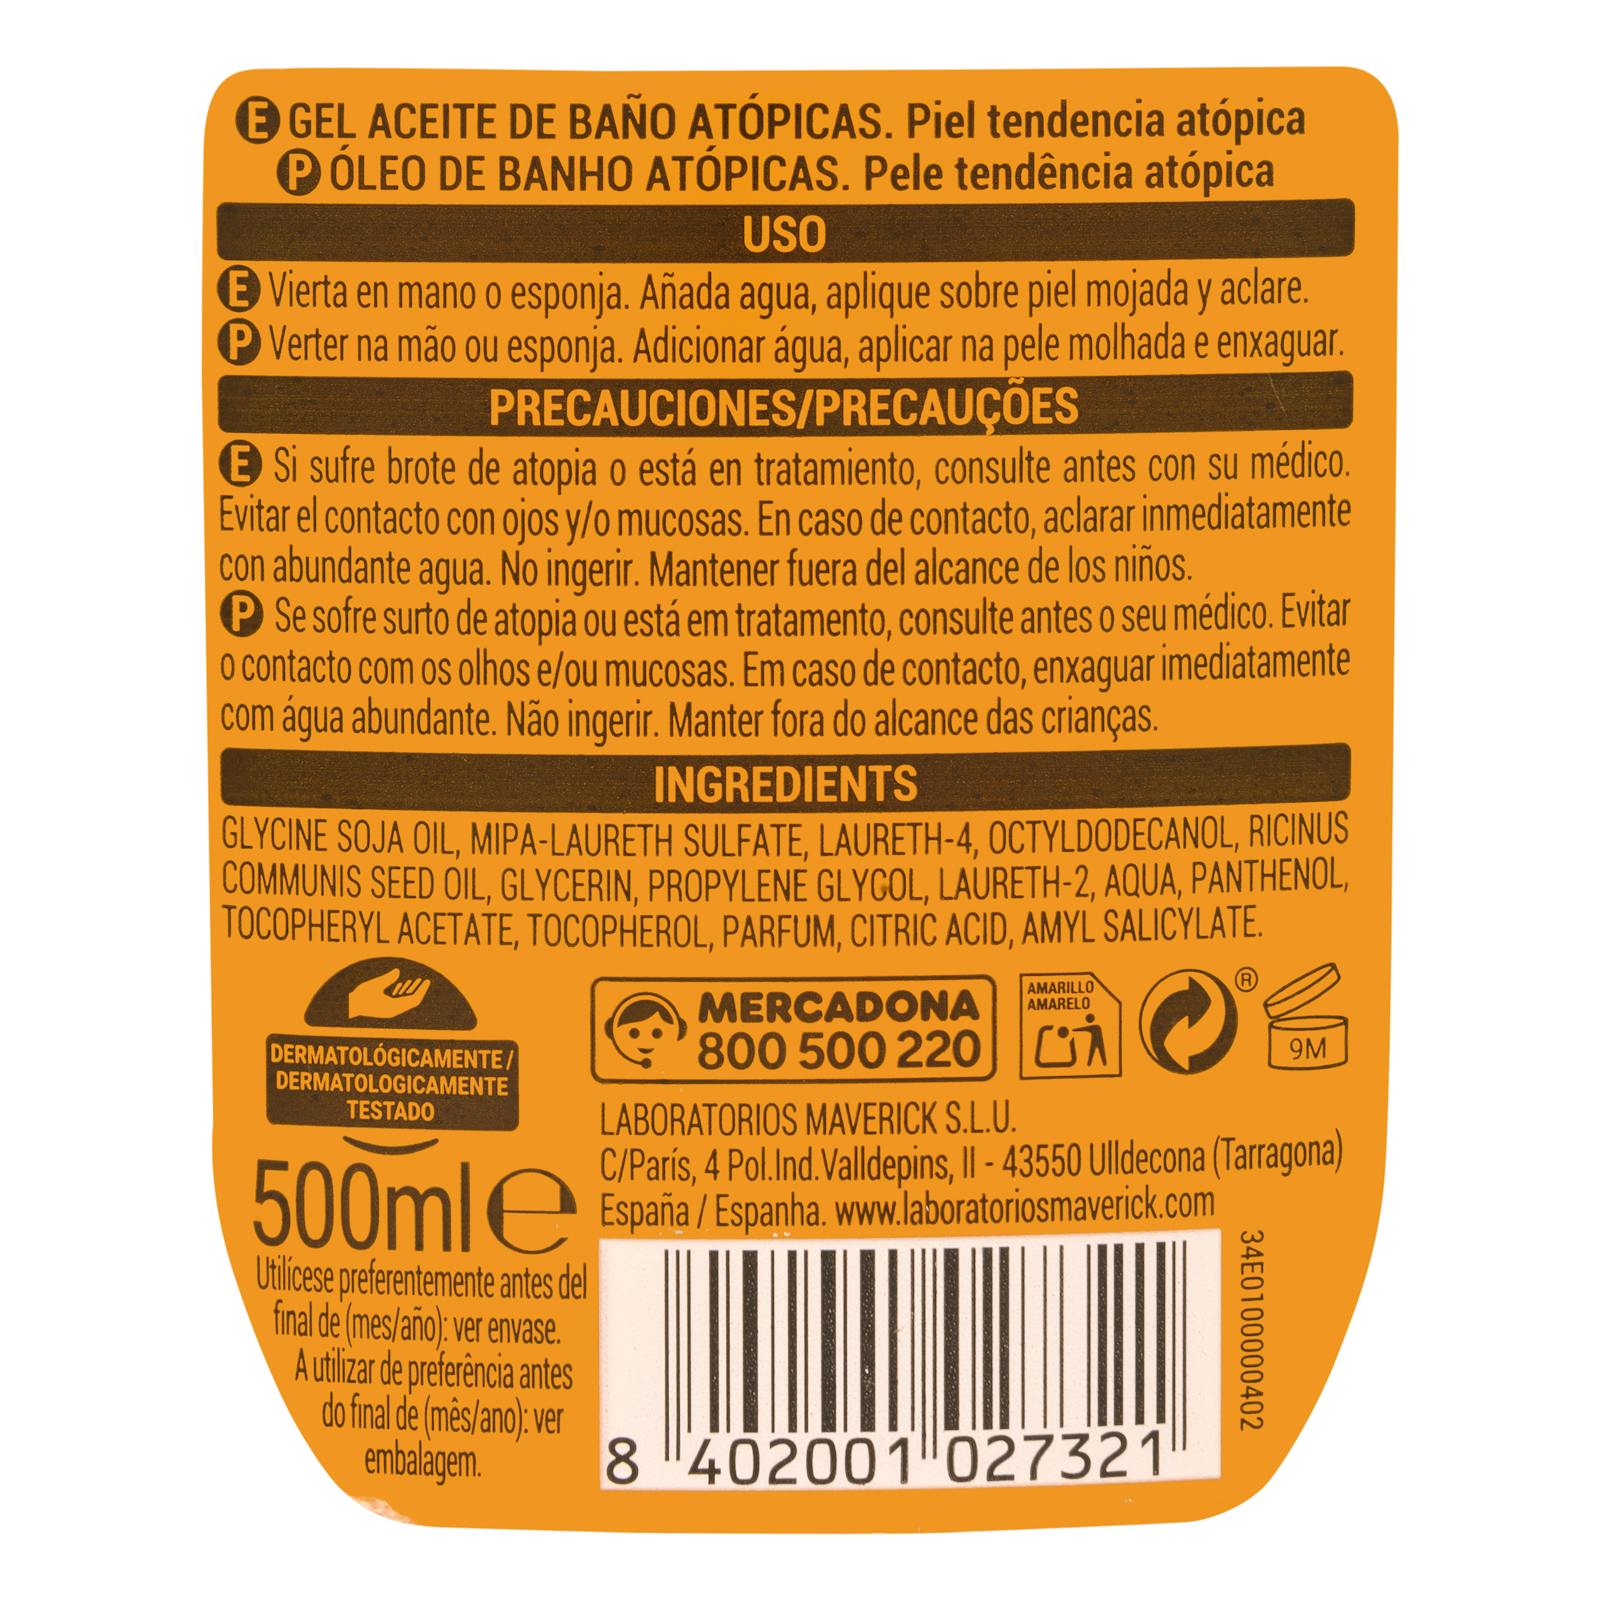 E GEL ACEITE DE BAÑO ATÓPICAS. Piel tendencia atópica
P ÓLEO DE BANHO ATÓPICAS. Pele tendência atópica
USO
E Vierta en mano o esponja. Añada agua, aplique sobre piel mojada y aclare.
P Verter na mão ou esponja. Adicionar água, aplicar na pele molhada e enxaguar.
PRECAUCIONES/PRECAUÇÕES
E Si sufre brote de atopia o está en tratamiento, consulte antes con su médico.
Evitar el contacto con ojos y/o mucosas. En caso de contacto, aclarar inmediatamente
con abundante agua. No ingerir. Mantener fuera del alcance de los niños.
P Se sofre surto de atopia ou está em tratamento, consulte antes o seu médico. Evitar
o contacto com os olhos e/ou mucosas. Em caso de contacto, enxaguar imediatamente
com água abundante. Não ingerir. Manter fora do alcance das crianças.
INGREDIENTS
GLYCINE SOJA OIL, MIPA-LAURETH SULFATE, LAURETH-4, OCTYLDODECANOL, RICINUS
COMMUNIS SEED OIL, GLYCERIN, PROPYLENE GLYCOL, LAURETH-2, AQUA, PANTHENOL,
TOCOPHERYL ACETATE, TOCOPHEROL, PARFUM, CITRIC ACID, AMYL SALICYLATE.
DERMATOLÓGICAMENTE/
DERMATOLOGICAMENTE
TESTADO
MERCADONA
800 500 220
AMARILLO
AMARELO
®
9M
LABORATORIOS MAVERICK S.L.U.
C/París, 4 Pol.Ind.Valldepins, II - 43550 Ulldecona (Tarragona)
España / Espanha. www.laboratoriosmaverick.com
500ml e
Utilícese preferentemente antes del
final de (mes/año): ver envase.
A utilizar de preferência antes
do final de (mês/ano): ver
embalagem.
34E010000402
8 402001 027321